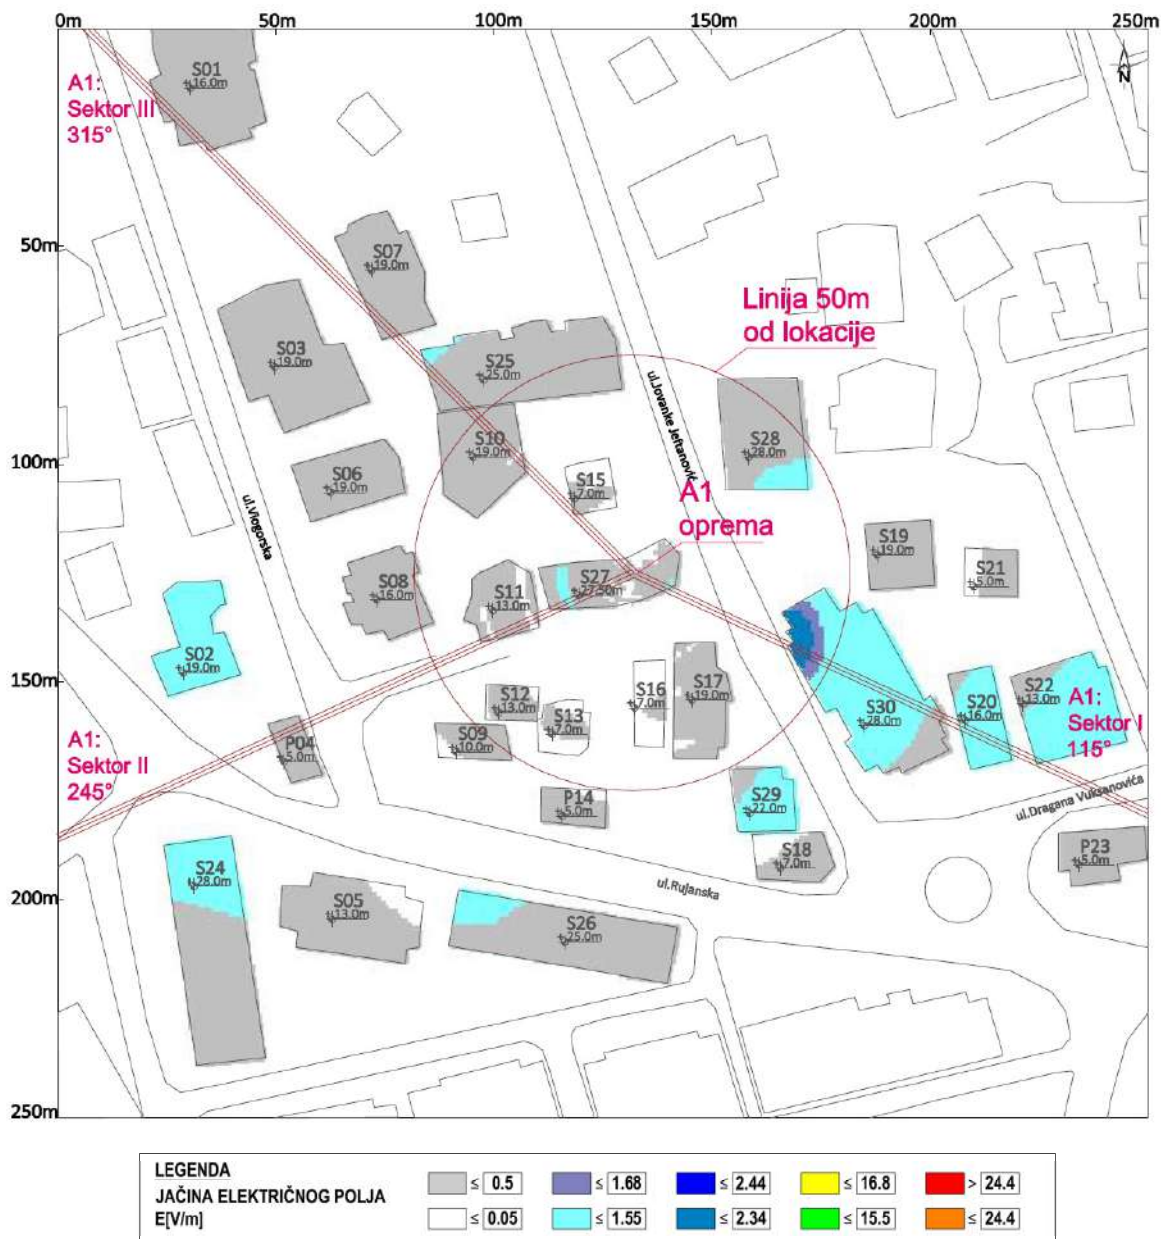 0m 50m 100m 150m 200m 250m
N
S01
16.0m
A1:
Sektor III
315°
50m
S07
19.0m
Linija 50m
od lokacije
S03
19.0m
S25
25.0m
ul.Jovanke Jeftanović
S28
28.0m
100m
S10
19.0m
S06
19.0m
S15
7.0m
A1
oprema
ul.Viogorska
S19
19.0m
S21
5.0m
S08
16.0m
S11
13.0m
S27
27.50m
S02
19.0m
150m
S12
13.0m
S13
7.0m
S16
7.0m
S17
19.0m
S30
28.0m
S20
16.0m
S22
13.0m
A1:
Sektor I
115°
A1:
Sektor II
245°
P04
5.0m
S09
10.0m
P14
5.0m
S29
22.0m
ul.Dragana Vuksanovića
S18
7.0m
P23
5.0m
S24
28.0m
ul.Rujanska
200m
S05
13.0m
S26
25.0m
250m
LEGENDA
JAČINA ELEKTRIČNOG POLJA
E[V/m]
≤ 0.5 ≤ 1.68 ≤ 2.44 ≤ 16.8 > 24.4
≤ 0.05 ≤ 1.55 ≤ 2.34 ≤ 15.5 ≤ 24.4